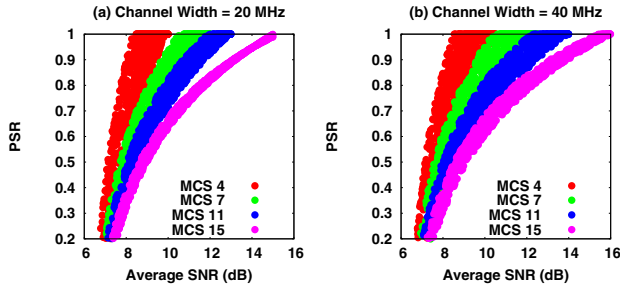 (a) Channel Width = 20 MHz
PSR
1
0.9
0.8
0.7
0.6
0.5
0.4
0.3
0.2
MCS 4
MCS 7
MCS 11
MCS 15
6 8 10 12 14 16
Average SNR (dB)
(b) Channel Width = 40 MHz
PSR
1
0.9
0.8
0.7
0.6
0.5
0.4
0.3
0.2
MCS 4
MCS 7
MCS 11
MCS 15
6 8 10 12 14 16
Average SNR (dB)